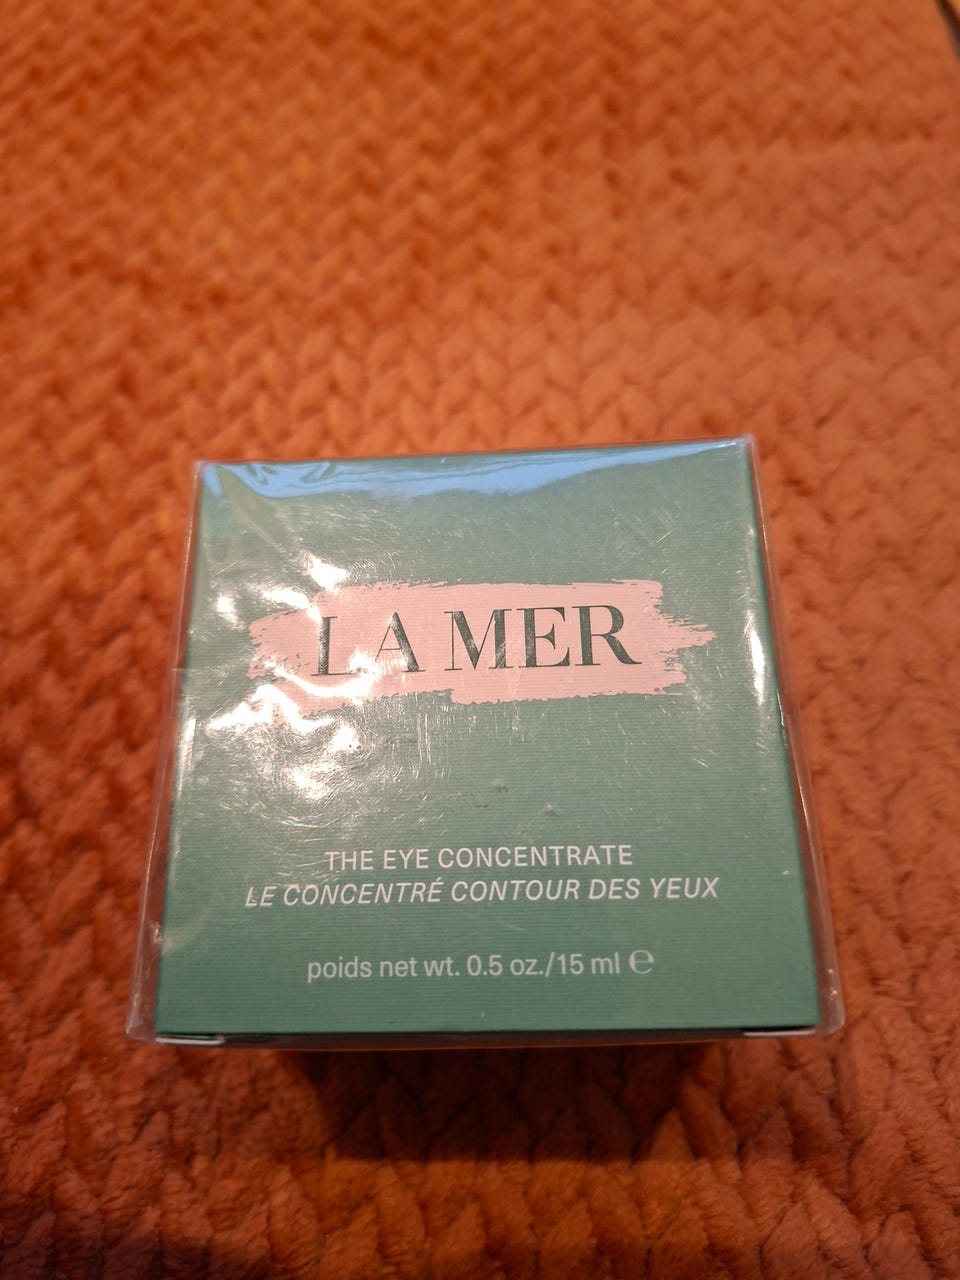 LA MER
THE EYE CONCENTRATE
LE CONCENTRÉ CONTOUR DES YEUX
poids net wt. 0.5 oz./15 ml ℮